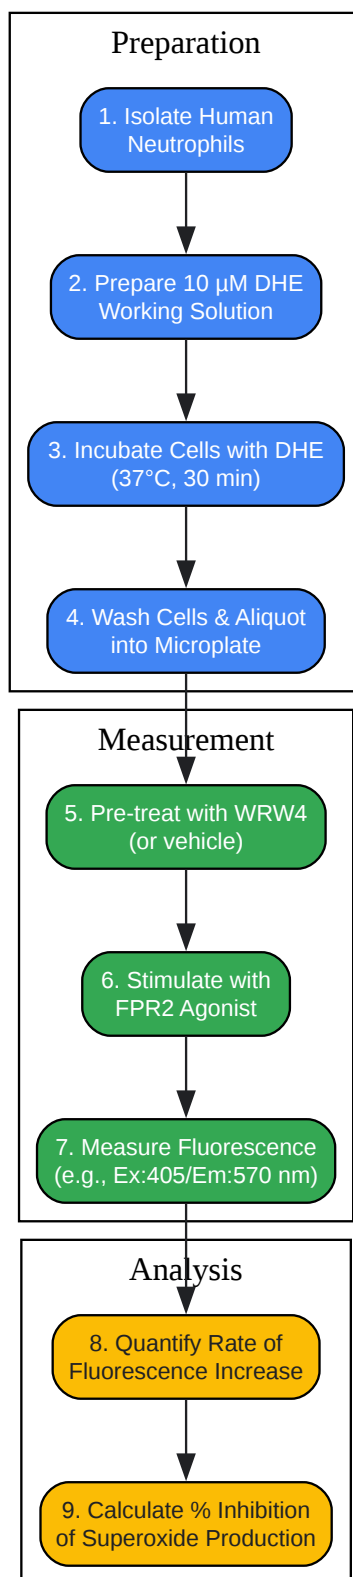 Preparation
1. Isolate Human
Neutrophils
2. Prepare 10 µM DHE
Working Solution
3. Incubate Cells with DHE
(37°C, 30 min)
4. Wash Cells & Aliquot
into Microplate
Measurement
5. Pre-treat with WRW4
(or vehicle)
6. Stimulate with
FPR2 Agonist
7. Measure Fluorescence
(e.g., Ex:405/Em:570 nm)
Analysis
8. Quantify Rate of
Fluorescence Increase
9. Calculate % Inhibition
of Superoxide Production